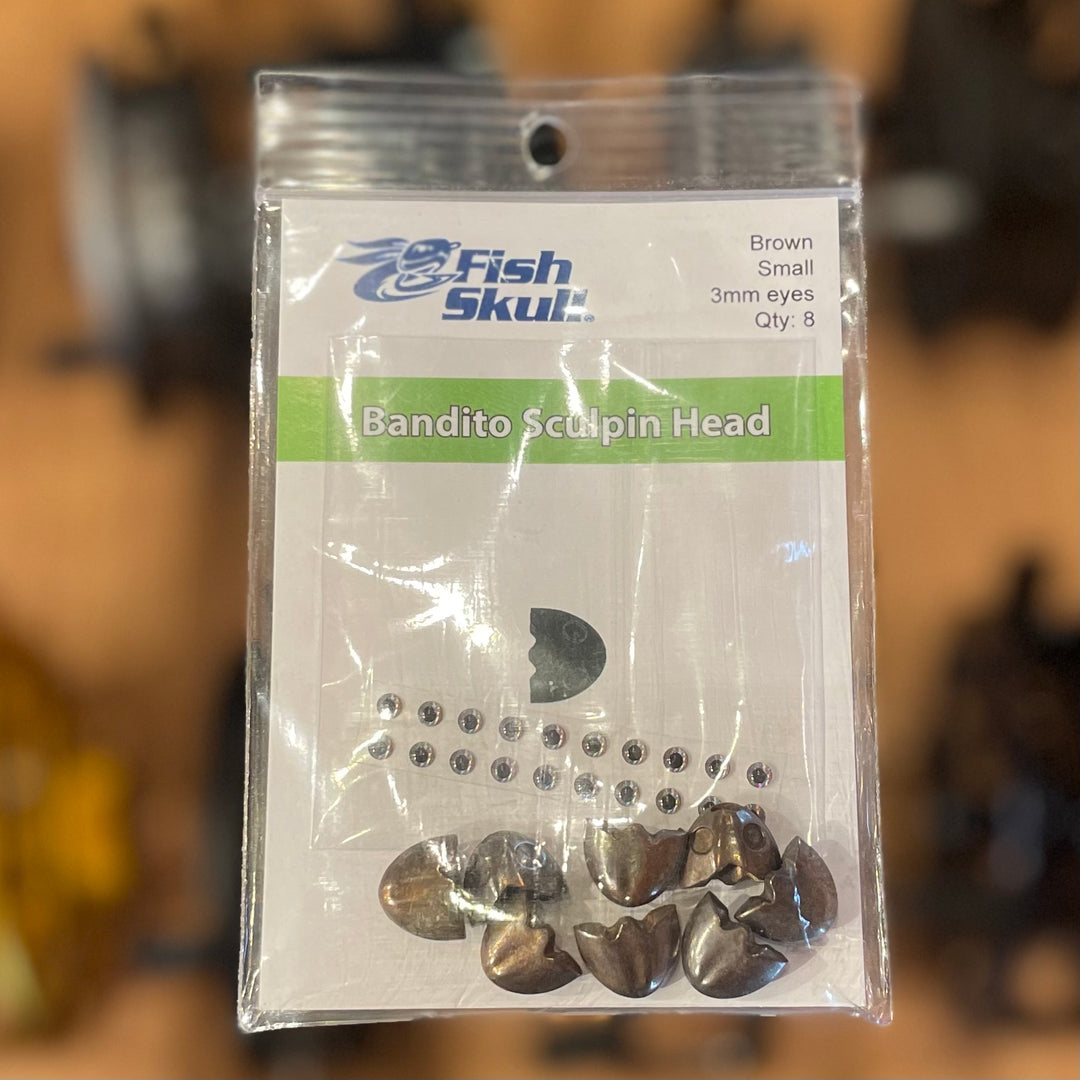 Fish
Skull®
Brown
Small
3mm eyes
Qty: 8
Bandito Sculpin Head